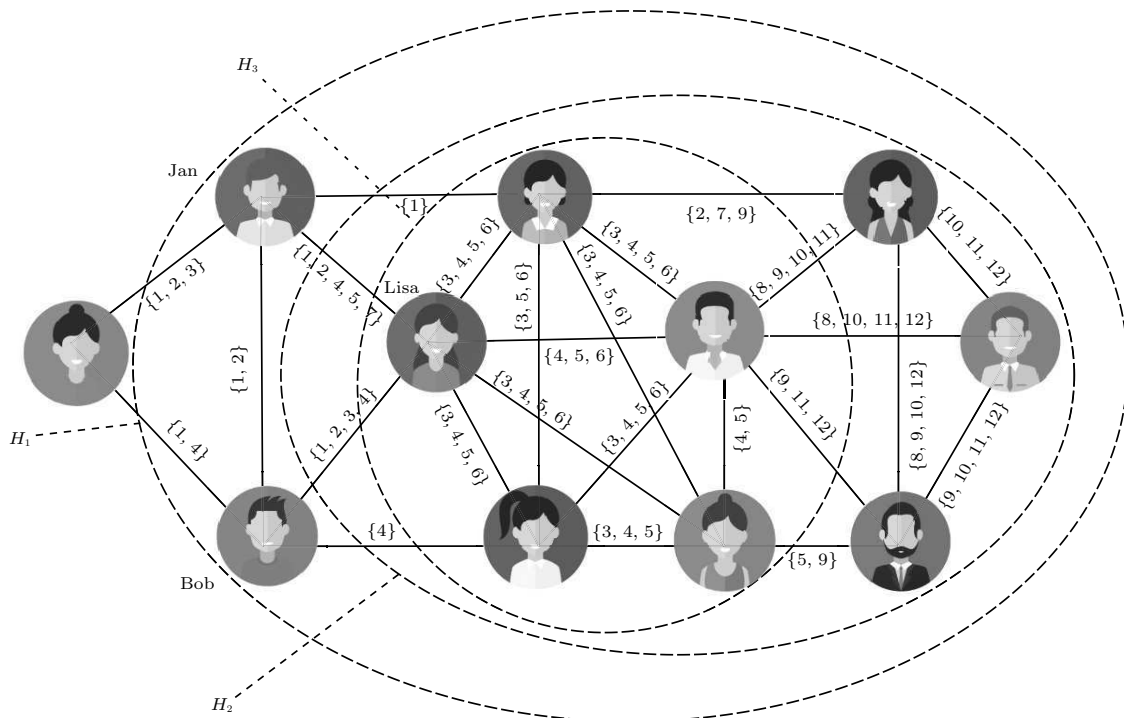 H₃
Jan
{1}
{2, 7, 9}
{1, 2, 3}
{1, 2, 4, 5, 7}
{3, 4, 5, 6}
{3, 5, 6}
{3, 4, 5, 6}
{3, 4, 5, 6}
{8, 9, 10, 11}
{10, 11, 12}
Lisa
{4, 5, 6}
{8, 10, 11, 12}
{1, 2}
{1, 2, 3, 4}
{3, 4, 5, 6}
{3, 4, 5, 6}
{3, 4, 5, 6}
{4, 5}
{9, 11, 12}
{8, 9, 10, 12}
{9, 10, 11, 12}
H₁
{1, 4}
{4}
{3, 4, 5}
{5, 9}
Bob
H₂